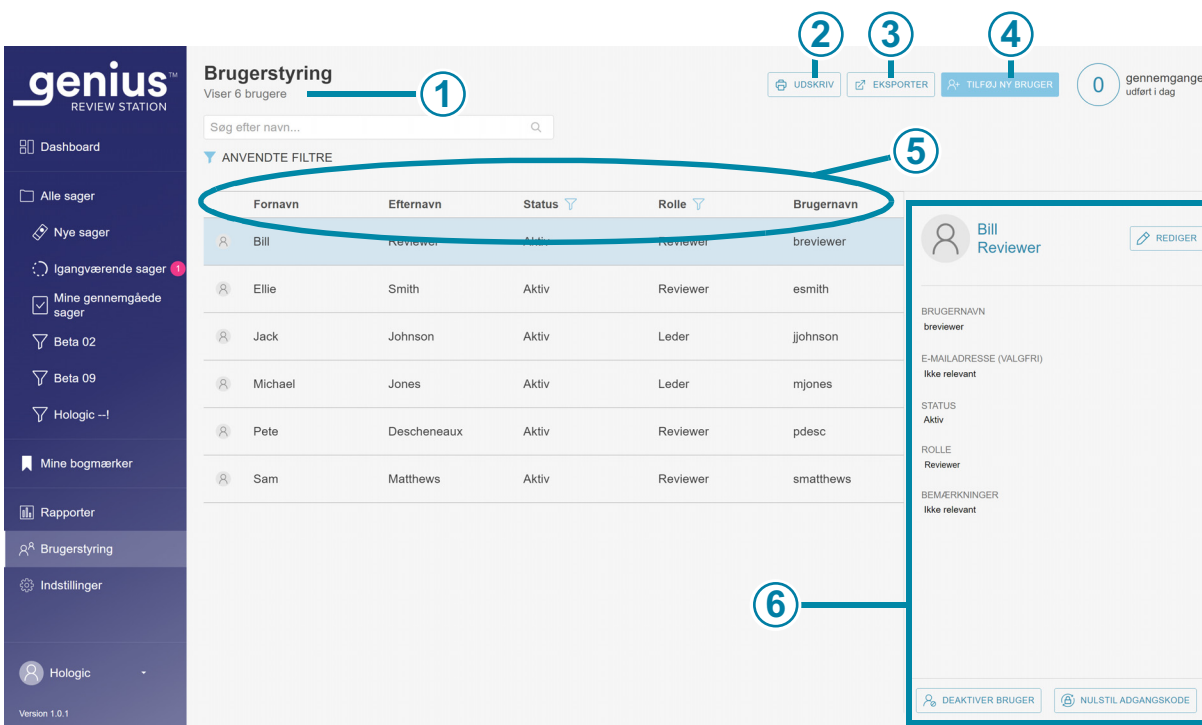 2
3
4
genius™
REVIEW STATION
Brugerstyring
Viser 6 brugere
1
UDSKRIV
EKSPORTER
TILFØJ NY BRUGER
0
gennemgange
udført i dag
Søg efter navn...
Dashboard
ANVENDTE FILTRE
5
Alle sager
Nye sager
Igangværende sager 1
Mine gennemgåede
sager
Beta 02
Beta 09
Hologic --!
Mine bogmærker
Rapporter
Brugerstyring
Indstillinger
Hologic
Version 1.0.1
Fornavn Efternavn Status Rolle Brugernavn
Bill Reviewer Aktiv Reviewer breviewer
Ellie Smith Aktiv Reviewer esmith
Jack Johnson Aktiv Leder jjohnson
Michael Jones Aktiv Leder mjones
Pete Descheneaux Aktiv Reviewer pdesc
Sam Matthews Aktiv Reviewer smatthews
Bill
Reviewer
REDIGER
BRUGERNAVN
breviewer
E-MAILADRESSE (VALGFRI)
Ikke relevant
STATUS
Aktiv
ROLLE
Reviewer
BEMÆRKNINGER
Ikke relevant
6
DEAKTIVER BRUGER
NULSTIL ADGANGSKODE